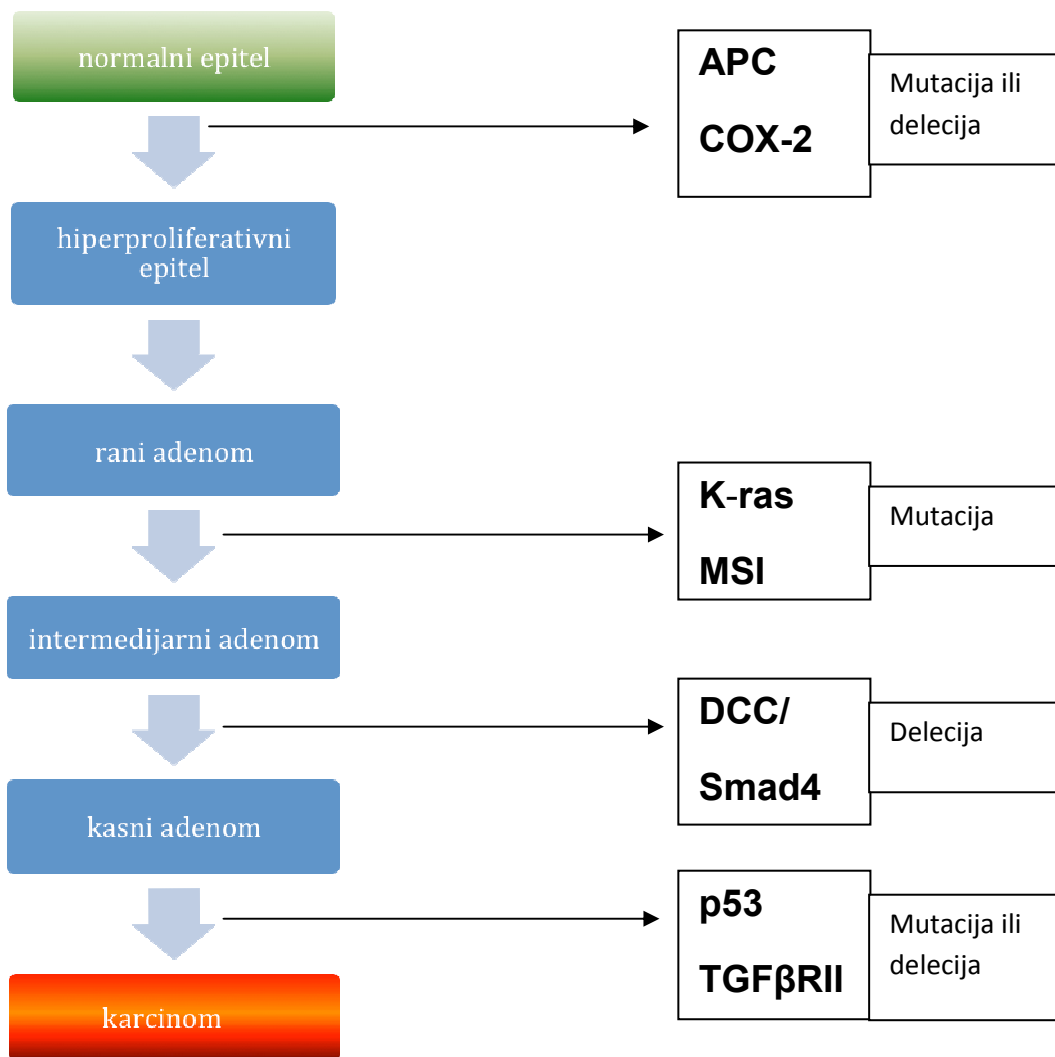 normalni epitel
APC
COX-2
Mutacija ili
delecija
hiperproliferativni
epitel
rani adenom
K-ras
MSI
Mutacija
intermedijarni adenom
DCC/
Smad4
Delecija
kasni adenom
p53
TGFβRII
Mutacija ili
delecija
karcinom